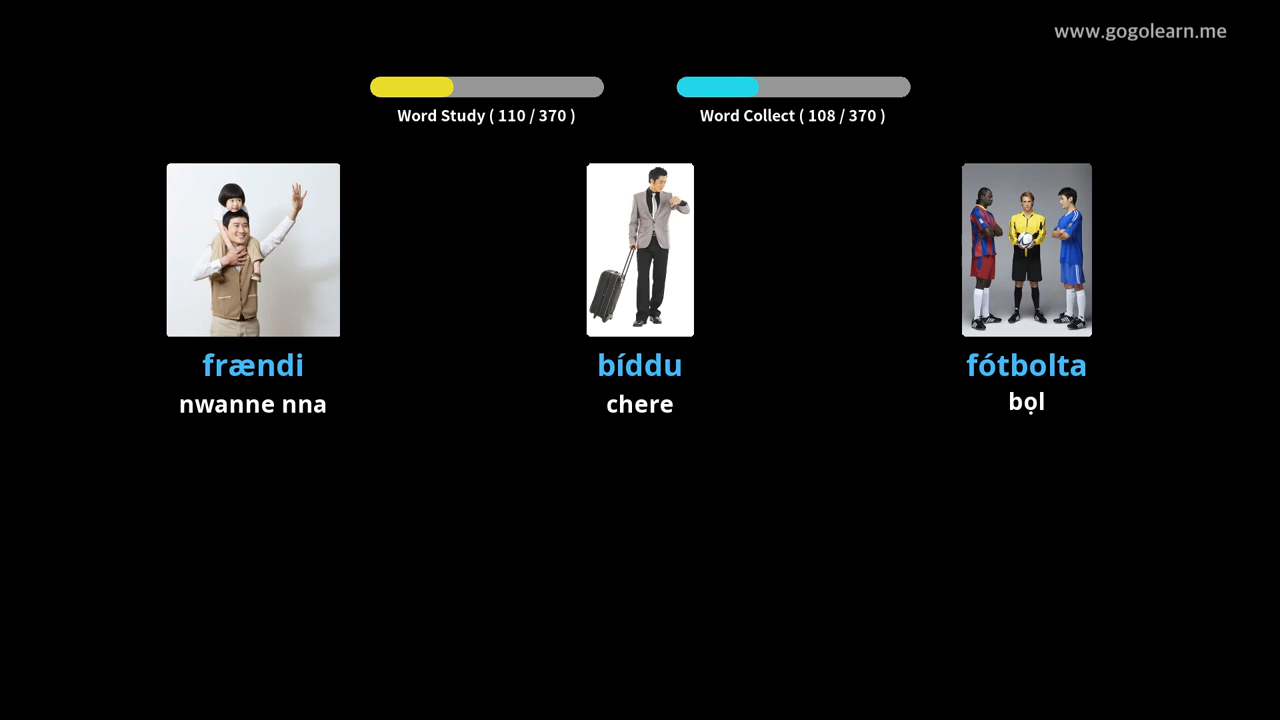 www.gogolearn.me
Word Study ( 110 / 370 )
Word Collect ( 108 / 370 )
frændi
bíddu
fótbolta
nwanne nna
chere
bọl